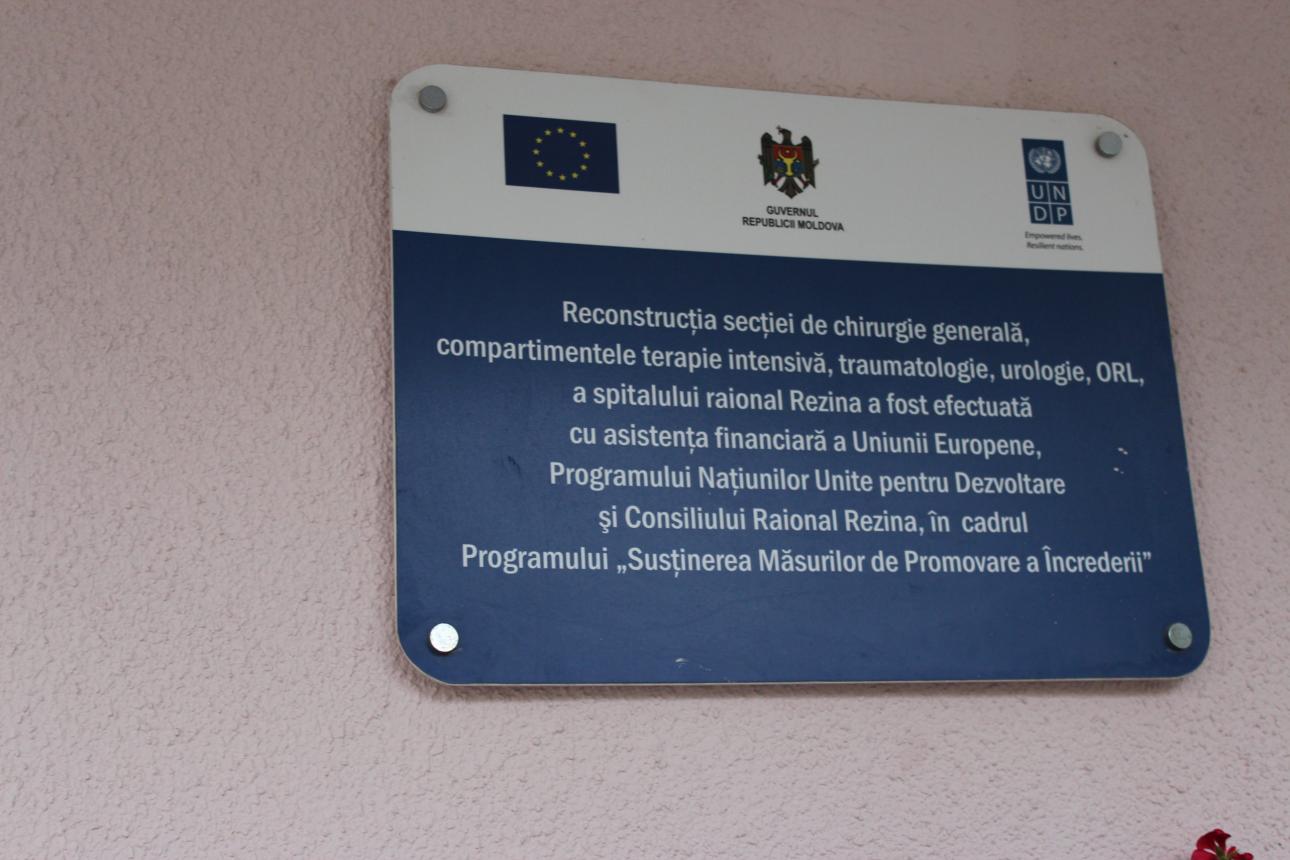 GUVERNUL
REPUBLICII MOLDOVA
U N
D P
Empowered lives.
Resilient nations.
Reconstrucția secției de chirurgie generală,
compartimentele terapie intensivă, traumatologie, urologie, ORL,
a spitalului raional Rezina a fost efectuată
cu asistența financiară a Uniunii Europene,
Programului Națiunilor Unite pentru Dezvoltare
şi Consiliului Raional Rezina, în cadrul
Programului „Susținerea Măsurilor de Promovare a Încrederii”